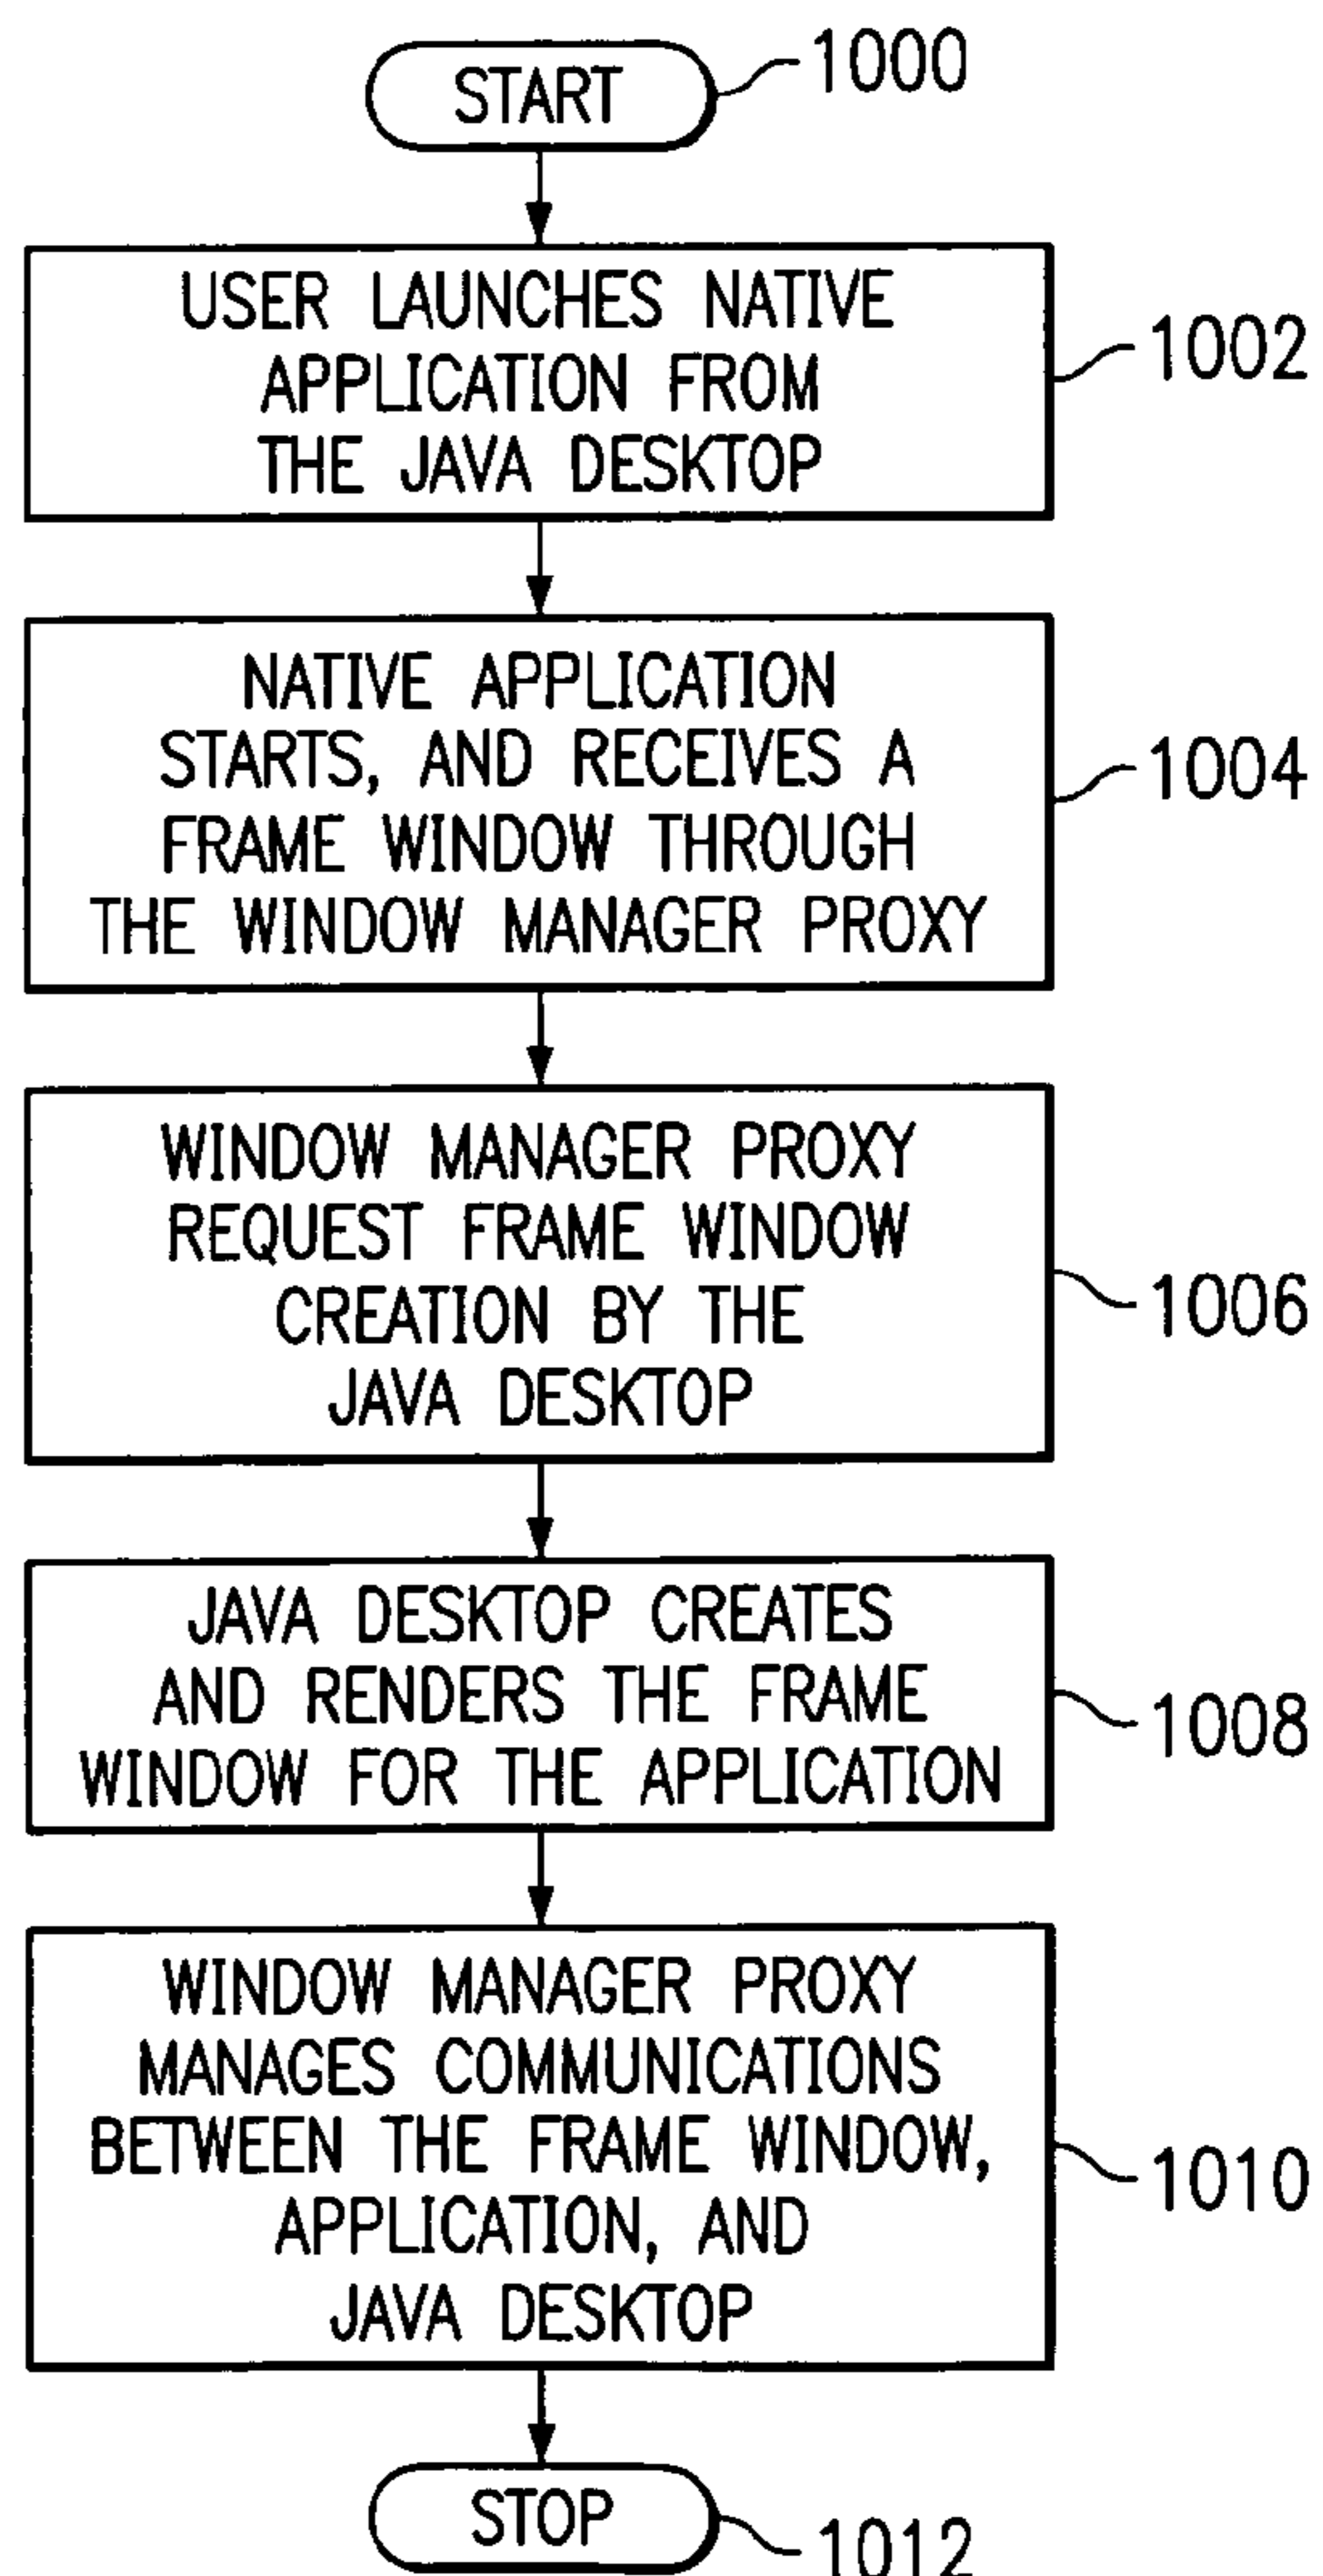 START
1000
USER LAUNCHES NATIVE
APPLICATION FROM
THE JAVA DESKTOP
1002
NATIVE APPLICATION
STARTS, AND RECEIVES A
FRAME WINDOW THROUGH
THE WINDOW MANAGER PROXY
1004
WINDOW MANAGER PROXY
REQUEST FRAME WINDOW
CREATION BY THE
JAVA DESKTOP
1006
JAVA DESKTOP CREATES
AND RENDERS THE FRAME
WINDOW FOR THE APPLICATION
1008
WINDOW MANAGER PROXY
MANAGES COMMUNICATIONS
BETWEEN THE FRAME WINDOW,
APPLICATION, AND
JAVA DESKTOP
1010
STOP
1012